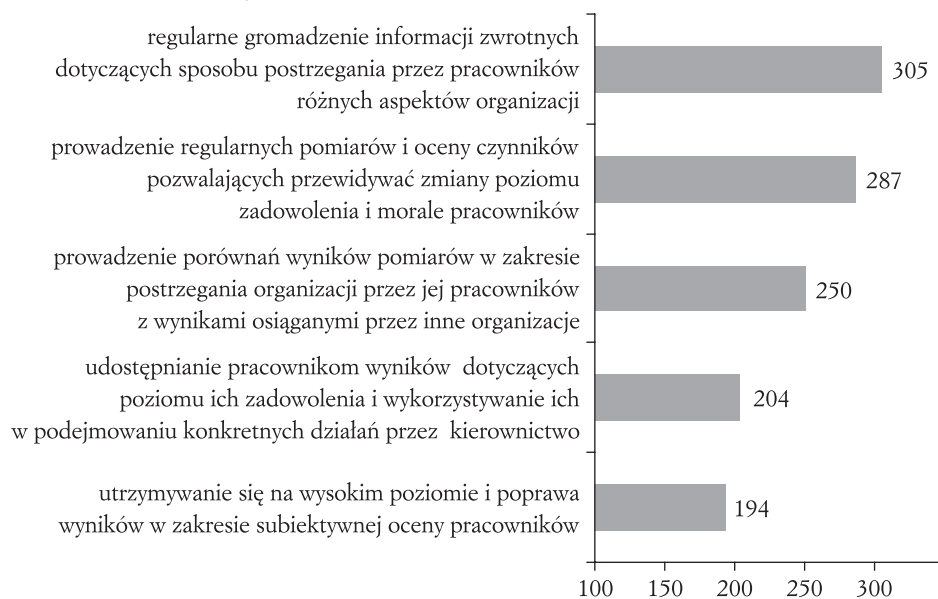 regularne gromadzenie informacji zwrotnych
dotyczących sposobu postrzegania przez pracowników
różnych aspektów organizacji
305
prowadzenie regularnych pomiarów i oceny czynników
pozwalających przewidywać zmiany poziomu
zadowolenia i morale pracowników
287
prowadzenie porównań wyników pomiarów w zakresie
postrzegania organizacji przez jej pracowników
z wynikami osiąganymi przez inne organizacje
250
udostępnianie pracownikom wyników dotyczących
poziomu ich zadowolenia i wykorzystywanie ich
w podejmowaniu konkretnych działań przez kierownictwo
204
utrzymywanie się na wysokim poziomie i poprawa
wyników w zakresie subiektywnej oceny pracowników
194
100 150 200 250 300